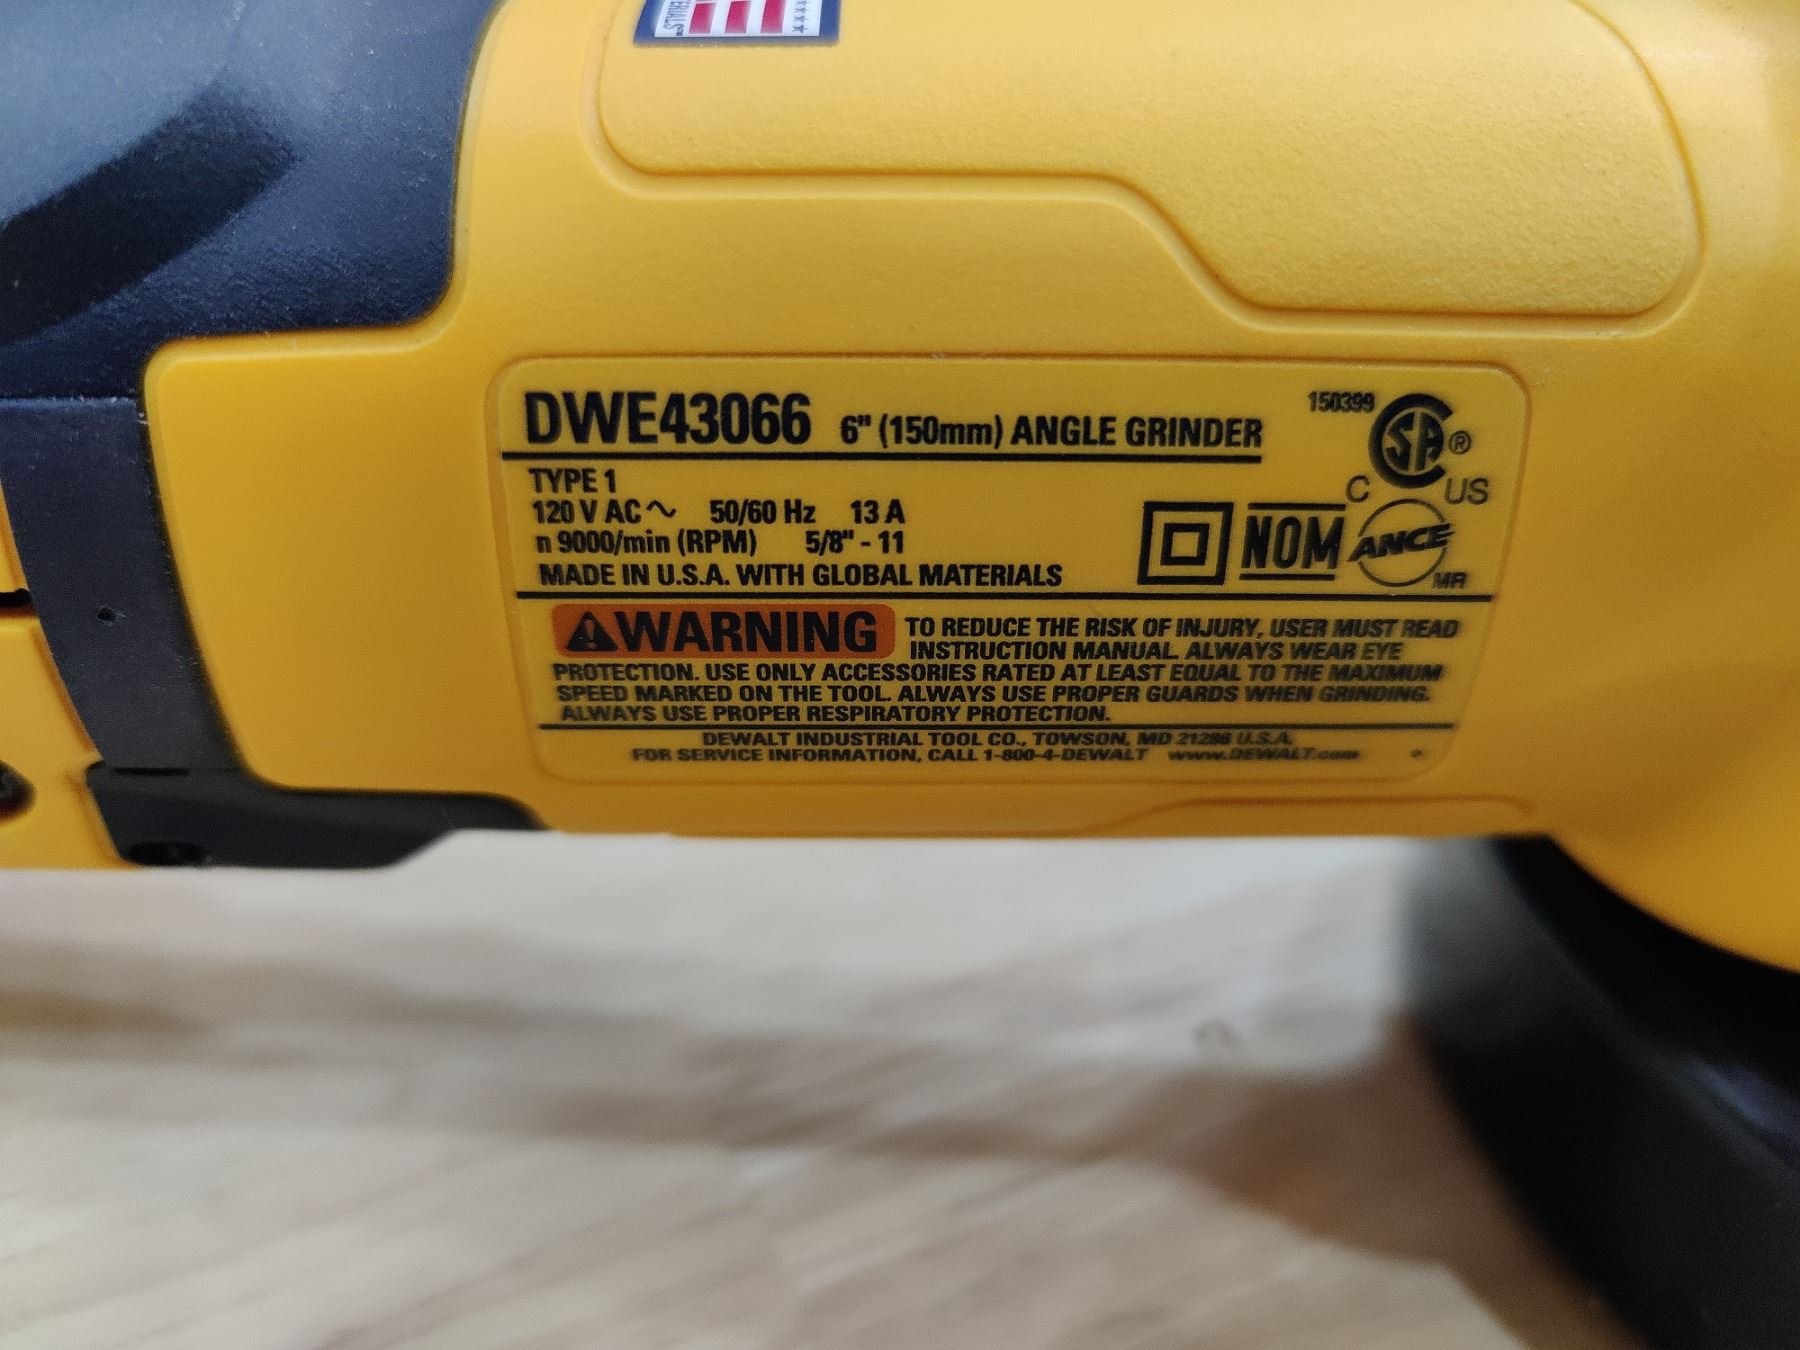 ERIALS
DWE43066 6" (150mm) ANGLE GRINDER
150399
CSA ®
C US
TYPE 1
120 V AC ~ 50/60 Hz 13 A
n 9000/min (RPM) 5/8" - 11
MADE IN U.S.A. WITH GLOBAL MATERIALS
NOM
ANCE
MR
⚠WARNING TO REDUCE THE RISK OF INJURY, USER MUST READ
INSTRUCTION MANUAL. ALWAYS WEAR EYE
PROTECTION. USE ONLY ACCESSORIES RATED AT LEAST EQUAL TO THE MAXIMUM
SPEED MARKED ON THE TOOL. ALWAYS USE PROPER GUARDS WHEN GRINDING.
ALWAYS USE PROPER RESPIRATORY PROTECTION.
DEWALT INDUSTRIAL TOOL CO., TOWSON, MD 21286 U.S.A.
FOR SERVICE INFORMATION, CALL 1-800-4-DEWALT www.DEWALT.com